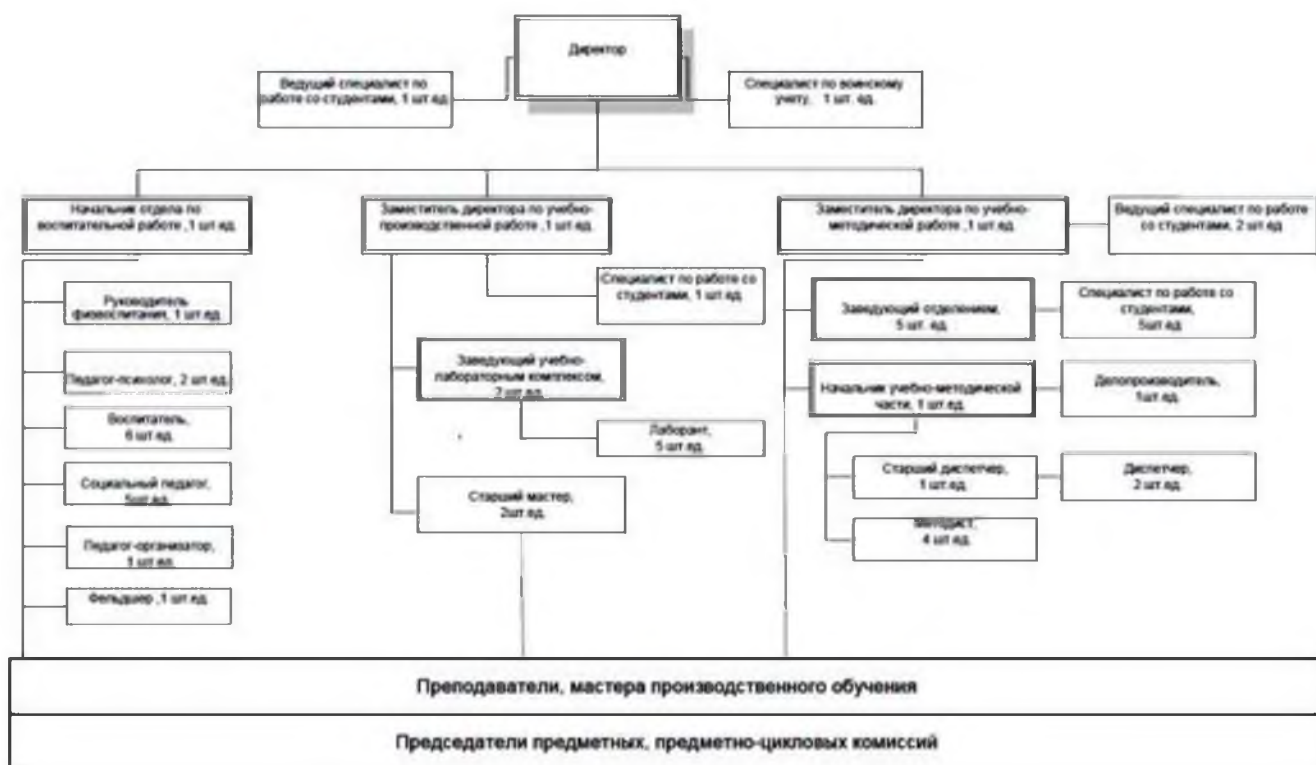 Директор
Ведущий специалист по
работе со студентами, 1 шт ед.
Специалист по воинскому
учету, 1 шт. ед.
Начальник отдела по
воспитательной работе ,1 шт ед.
Заместитель директора по учебно-
производственной работе ,1 шт.ед.
Заместитель директора по учебно-
методической работе ,1 шт.ед.
Ведущий специалист по работе
со студентами, 2 шт.ед
Руководитель
физвоспитания, 1 шт.ед
Педагог-психолог, 2 шт ед.
Воспитатель,
6 шт.ед.
Социальный педагог,
5шт.ед.
Педагог-организатор,
1 шт.ед.
Фельдшер ,1 шт ед.
Специалист по работе со
студентами, 1 шт.ед.
Заведующий учебно-
лабораторным комплексом,
2 шт.ед.
Лаборант,
5 шт.ед.
Старший мастер,
2шт.ед.
Заведующий отделением,
5 шт. ед.
Специалист по работе со
студентами,
5шт.ед
Начальник учебно-методической
части, 1 шт.ед.
Делопроизводитель,
1шт.ед.
Старший диспетчер,
1 шт.ед.
Диспетчер,
2 шт.ед.
Методист,
4 шт.ед.
Преподаватели, мастера производственного обучения
Председатели предметных, предметно-цикловых комиссий